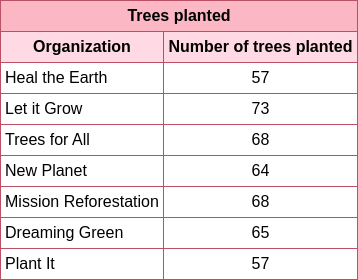 Trees planted
Organization Number of trees planted
Heal the Earth 57
Let it Grow 73
Trees for All 68
New Planet 64
Mission Reforestation 68
Dreaming Green 65
Plant It 57